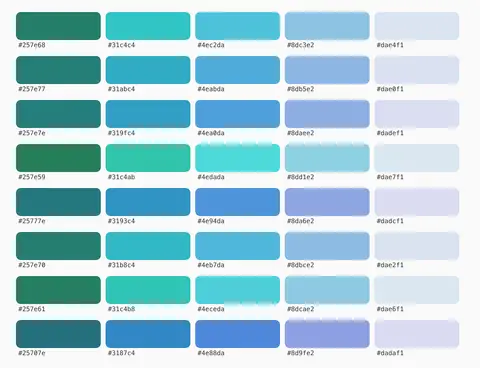 #257e68 #31c4c4 #4ec2da #8dc3e2 #dae4f1
#257e77 #31abc4 #4eabda #8db5e2 #dae0f1
#257e7e #319fc4 #4ea0da #8daee2 #dadef1
#257e59 #31c4ab #4edada #8dd1e2 #dae7f1
#25777e #3193c4 #4e94da #8da6e2 #dadcf1
#257e70 #31b8c4 #4eb7da #8dbce2 #dae2f1
#257e61 #31c4b8 #4eceda #8dcae2 #dae6f1
#25707e #3187c4 #4e88da #8d9fe2 #dadaf1